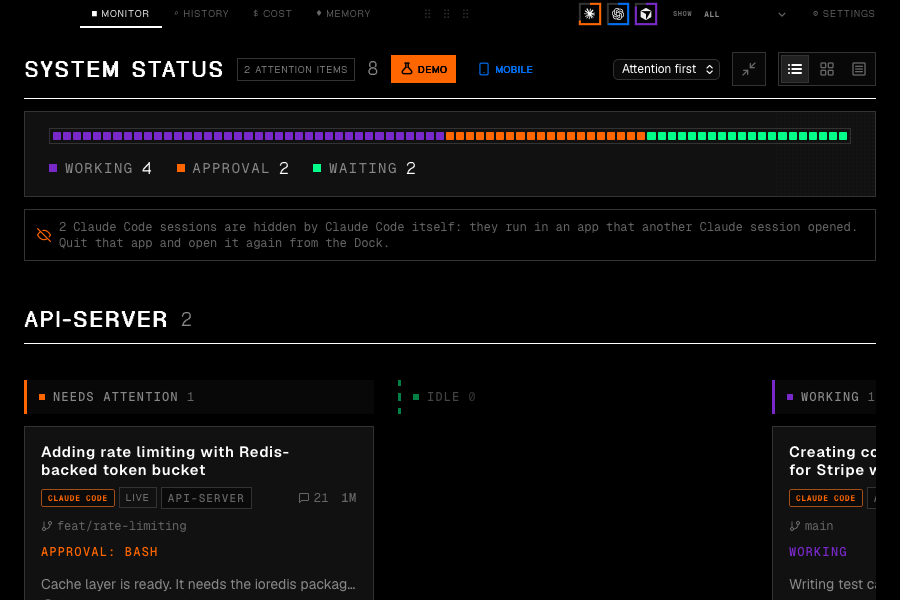 MONITOR HISTORY COST MEMORY SHOW ALL SETTINGS
SYSTEM STATUS 2 ATTENTION ITEMS 8 DEMO MOBILE Attention first
WORKING 4 APPROVAL 2 WAITING 2
2 Claude Code sessions are hidden by Claude Code itself: they run in an app that another Claude session opened.
Quit that app and open it again from the Dock.
API-SERVER 2
NEEDS ATTENTION 1 IDLE 0 WORKING 1
Adding rate limiting with Redis-
backed token bucket
CLAUDE CODE LIVE API-SERVER 21 1M
feat/rate-limiting
APPROVAL: BASH
Cache layer is ready. It needs the ioredis packag…
Creating co
for Stripe w
CLAUDE CODE
main
WORKING
Writing test ca